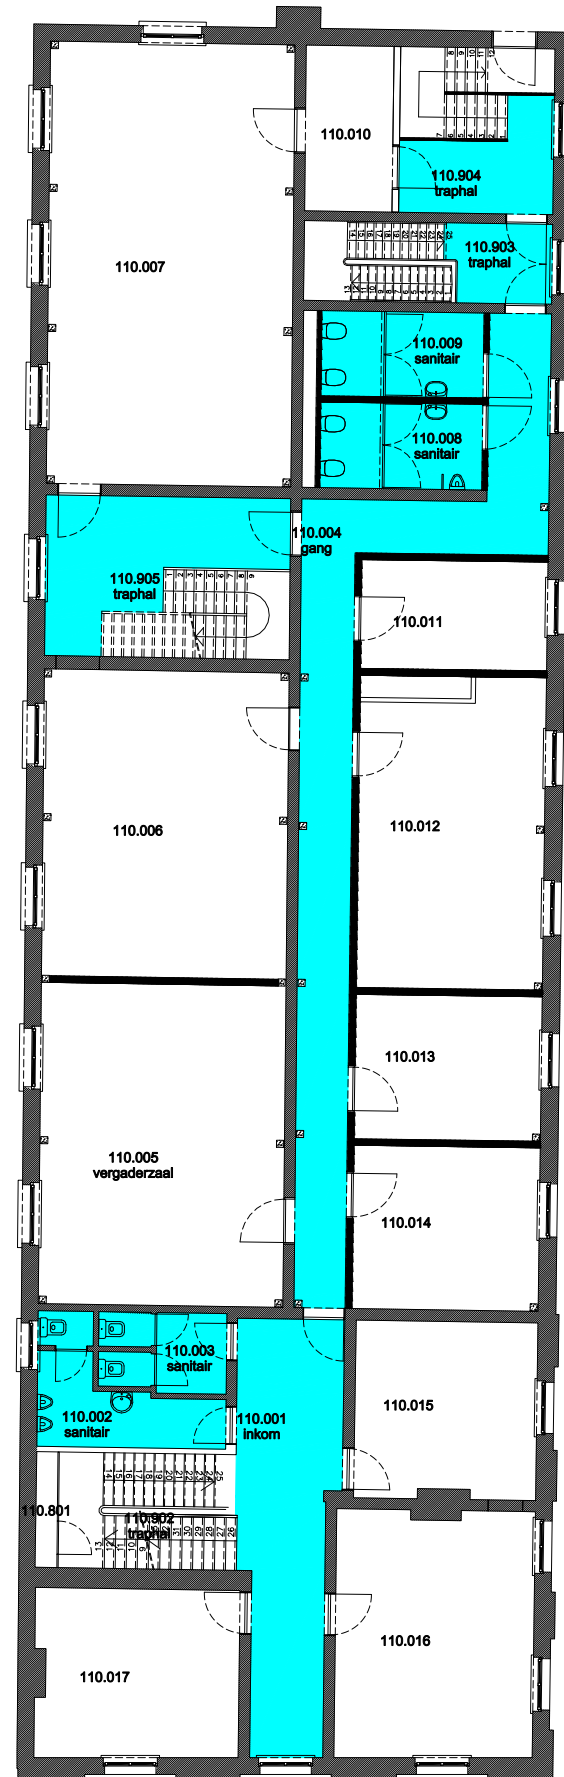 110.010
110.904
traphal
110.903
traphal
110.007
110.009
sanitair
110.008
sanitair
110.004
gang
110.905
traphal
110.011
110.006
110.012
110.013
110.005
vergaderzaal
110.014
110.003
sanitair
110.002
sanitair
110.001
inkom
110.015
110.801
110.902
traphal
110.016
110.017